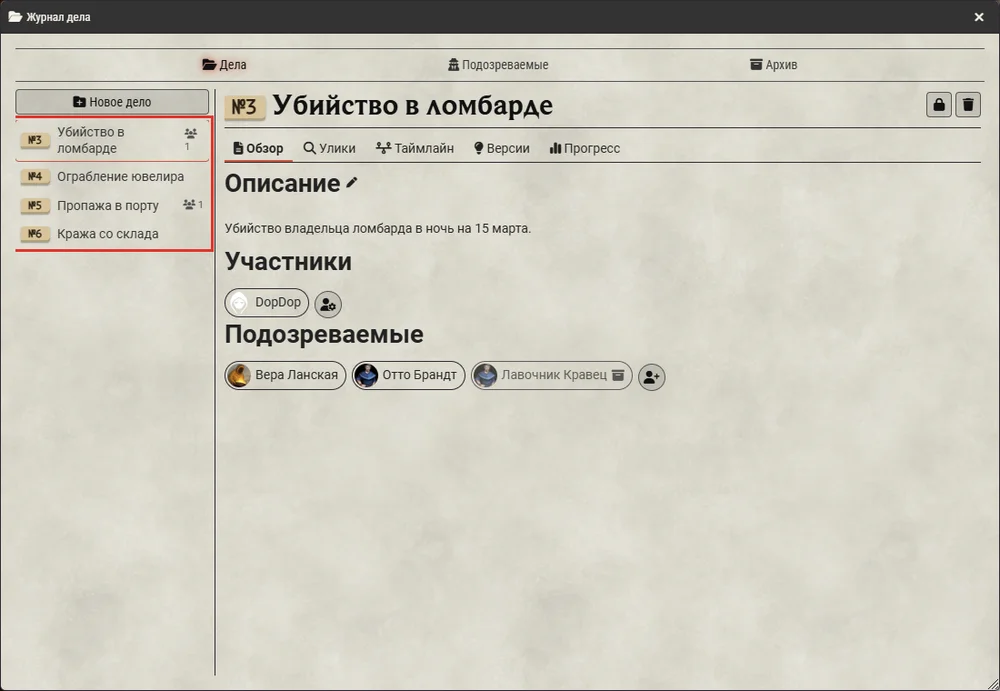 Журнал дела
Дела
Подозреваемые
Архив
Новое дело
№3 Убийство в
ломбарде
1
№4 Ограбление ювелира
№5 Пропажа в порту 1
№6 Кража со склада
№3 Убийство в ломбарде
Обзор Улики Таймлайн Версии Прогресс
Описание
Убийство владельца ломбарда в ночь на 15 марта.
Участники
DopDop
Подозреваемые
Вера Ланская Отто Брандт Лавочник Кравец